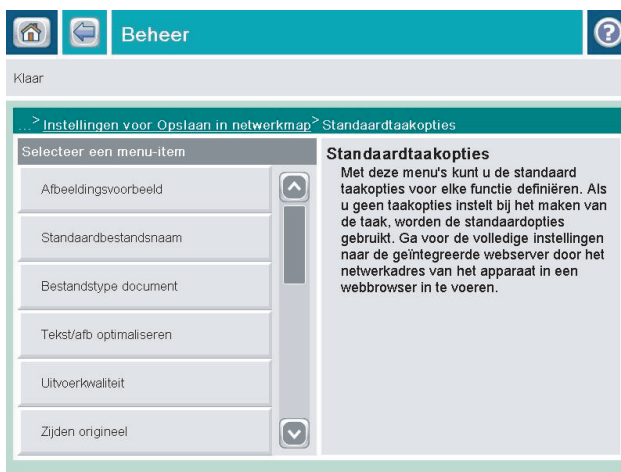 Beheer
?
Klaar
...> Instellingen voor Opslaan in netwerkmap> Standaardtaakopties
Selecteer een menu-item
Afbeeldingsvoorbeeld
Standaardbestandsnaam
Bestandstype document
Tekst/afb optimaliseren
Uitvoerkwaliteit
Zijden origineel
Standaardtaakopties
Met deze menu's kunt u de standaard
taakopties voor elke functie definiëren. Als
u geen taakopties instelt bij het maken van
de taak, worden de standaardopties
gebruikt. Ga voor de volledige instellingen
naar de geïntegreerde webserver door het
netwerkadres van het apparaat in een
webbrowser in te voeren.